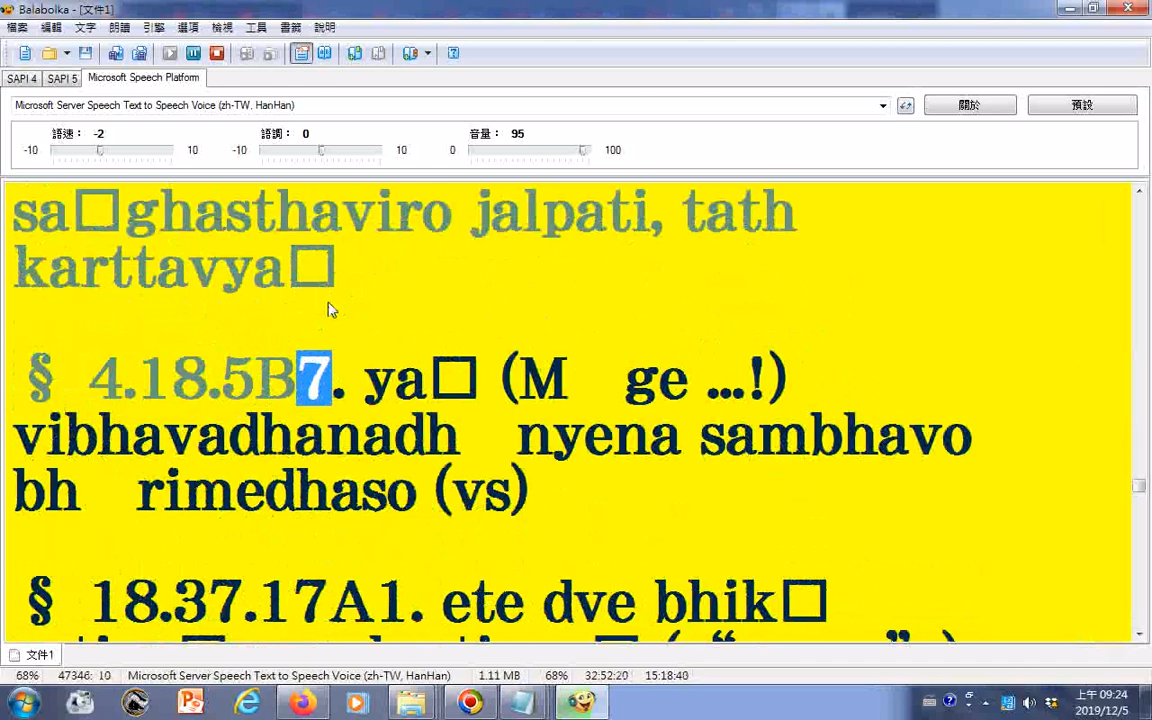 Balabolka - [文件1]
檔案 編輯 文字 朗讀 引擎 選項 檢視 工具 書籤 說明
SAPI 4 SAPI 5 Microsoft Speech Platform
Microsoft Server Speech Text to Speech Voice (zh-TW, HanHan) 關於 預設
語速： -2 語調： 0 音量： 95
-10 10 -10 10 0 100
sa□ghasthaviro jalpati, tath
karttavya□
§ 4.18.5B7. ya□ (M ge ...!)
vibhavadhanadh nyena sambhavo
bh rimedhaso (vs)
§ 18.37.17A1. ete dve bhik□
文件1
68% 47346: 10 Microsoft Server Speech Text to Speech Voice (zh-TW, HanHan) 1.11 MB 68% 32:52:20 15:18:40
上午 09:24
2019/12/5